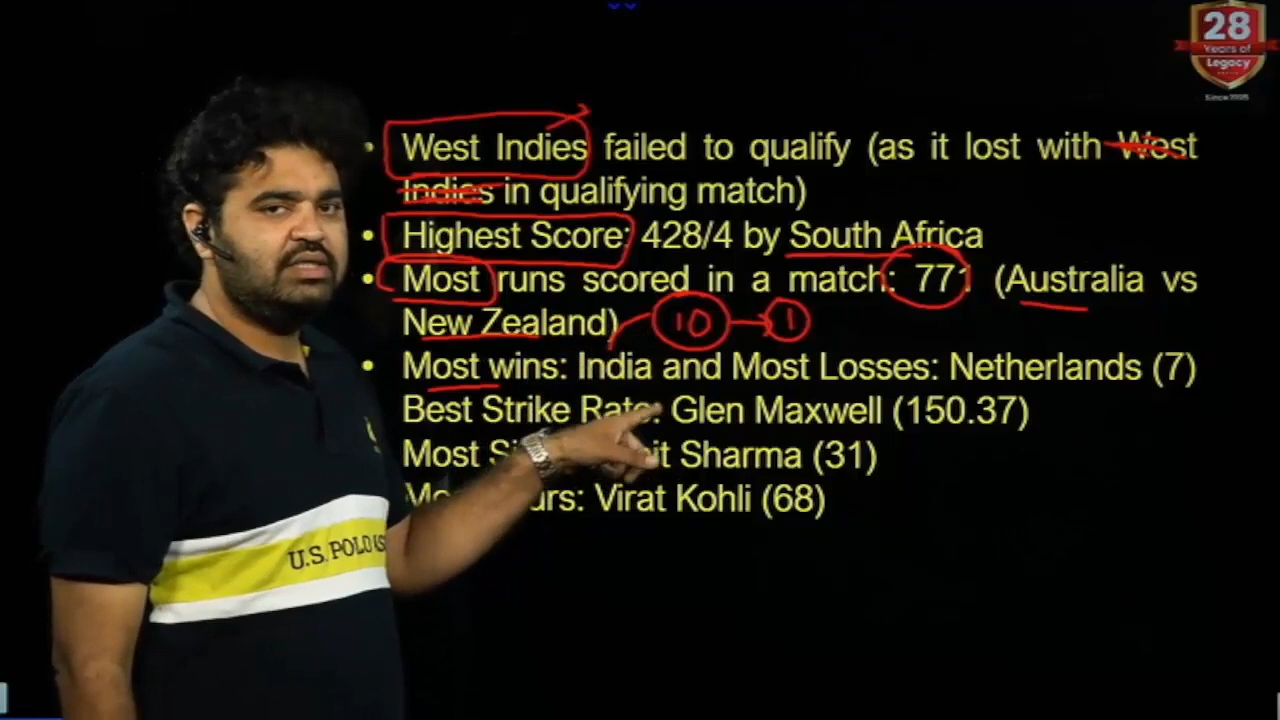 28
Years of
Legacy
Since 1995
West Indies failed to qualify (as it lost with West
Indies in qualifying match)
Highest Score: 428/4 by South Africa
Most runs scored in a match: 771 (Australia vs
New Zealand) 10 → 1
Most wins: India and Most Losses: Netherlands (7)
Best Strike Rate: Glen Maxwell (150.37)
Most Sharma (31)
Virat Kohli (68)
U.S. POLO